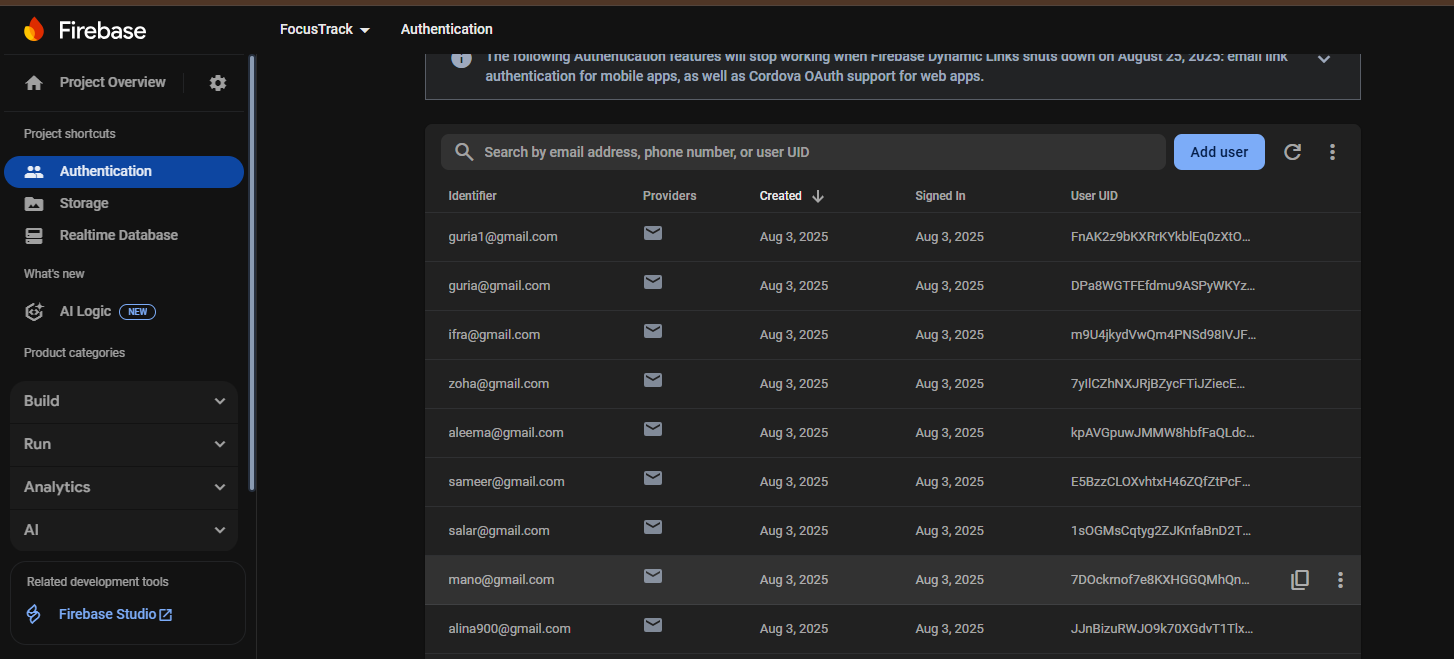 Firebase
FocusTrack
Authentication
Project Overview
Project shortcuts
Authentication
Storage
Realtime Database
What's new
AI Logic NEW
Product categories
Build
Run
Analytics
AI
Related development tools
Firebase Studio
The following Authentication features will stop working when Firebase Dynamic Links shuts down on August 25, 2025: email link
authentication for mobile apps, as well as Cordova OAuth support for web apps.
Search by email address, phone number, or user UID
Add user
Identifier Providers Created Signed In User UID
guria1@gmail.com Aug 3, 2025 Aug 3, 2025 FnAK2z9bKXRrKYkblEq0zXtO...
guria@gmail.com Aug 3, 2025 Aug 3, 2025 DPa8WGTFEfdmu9ASPyWKYz...
ifra@gmail.com Aug 3, 2025 Aug 3, 2025 m9U4jkydVwQm4PNSd98IVJF...
zoha@gmail.com Aug 3, 2025 Aug 3, 2025 7yIlCZhNXJRjBZycFTiJZiecE...
aleema@gmail.com Aug 3, 2025 Aug 3, 2025 kpAVGpuwJMMW8hbfFaQLdc...
sameer@gmail.com Aug 3, 2025 Aug 3, 2025 E5BzzCLOXvhtxH46ZQfZtPcF...
salar@gmail.com Aug 3, 2025 Aug 3, 2025 1sOGMsCqtyg2ZJKnfaBnD2T...
mano@gmail.com Aug 3, 2025 Aug 3, 2025 7DOckmof7e8KXHGGQMhQn...
alina900@gmail.com Aug 3, 2025 Aug 3, 2025 JJnBizuRWJO9k70XGdvT1Tlx...